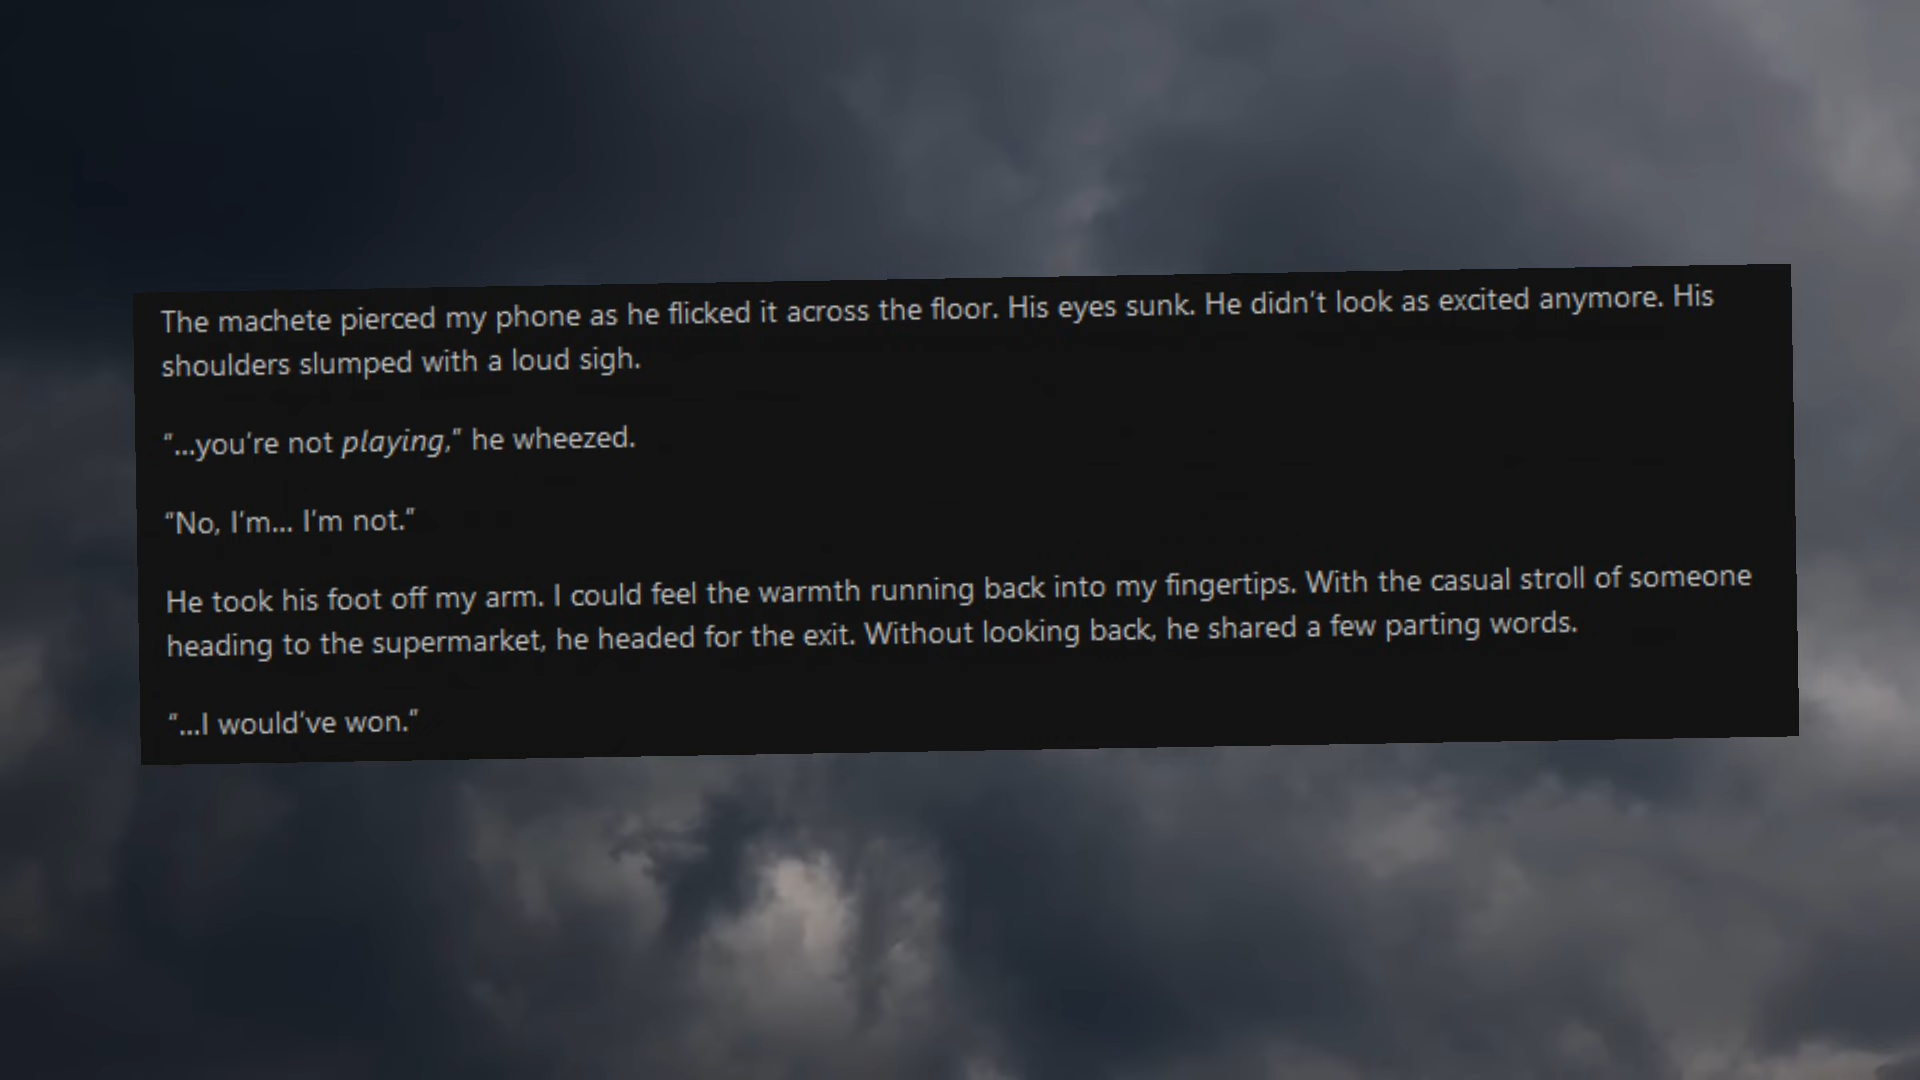 The machete pierced my phone as he flicked it across the floor. His eyes sunk. He didn’t look as excited anymore. His
shoulders slumped with a loud sigh.
“…you’re not playing,” he wheezed.
“No, I’m… I’m not.”
He took his foot off my arm. I could feel the warmth running back into my fingertips. With the casual stroll of someone
heading to the supermarket, he headed for the exit. Without looking back, he shared a few parting words.
“…I would’ve won.”